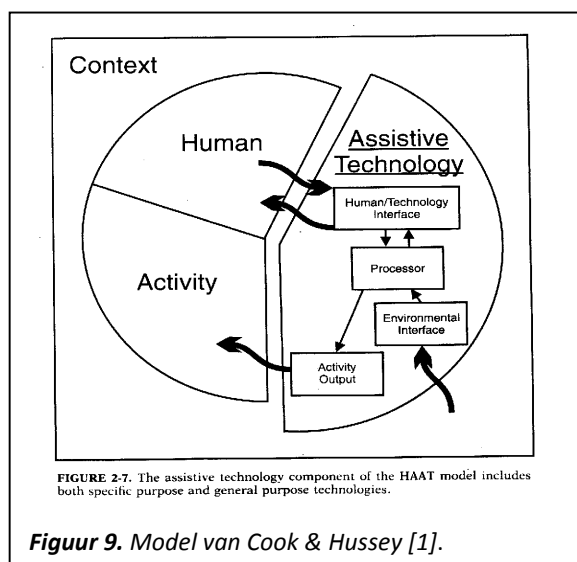 Context
Human
Assistive
Technology
Human/Technology
Interface
Activity
Processor
Environmental
Interface
Activity
Output
FIGURE 2-7. The assistive technology component of the HAAT model includes
both specific purpose and general purpose technologies.
Figuur 9. Model van Cook & Hussey [1].